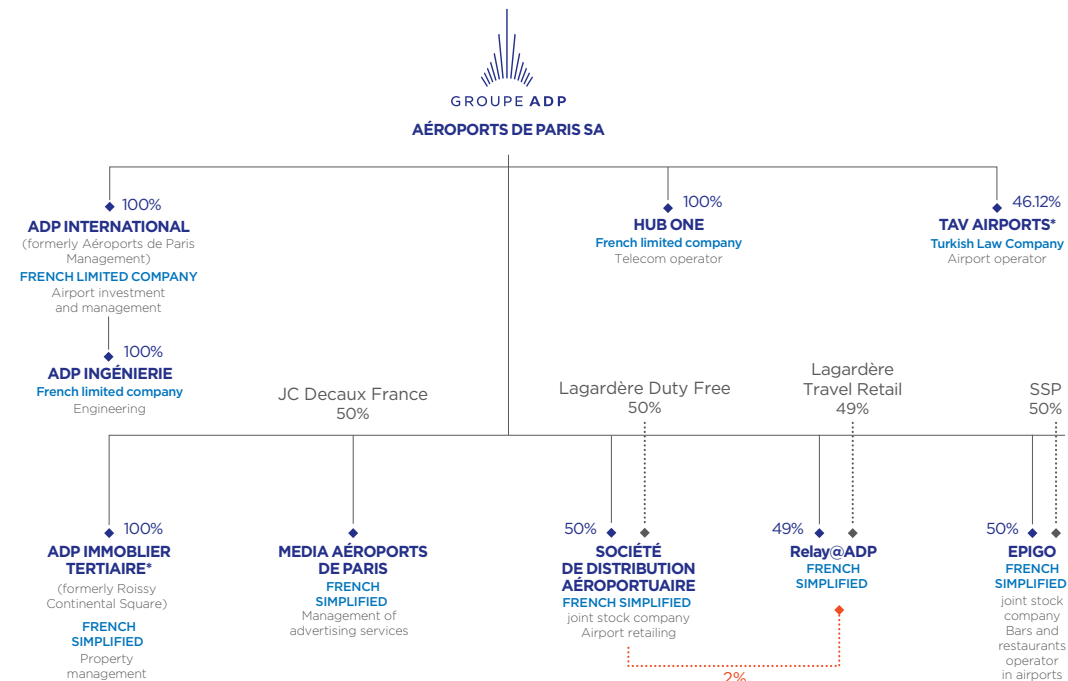 GROUPE ADP
AÉROPORTS DE PARIS SA
100%
ADP INTERNATIONAL
(formerly Aéroports de Paris
Management)
FRENCH LIMITED COMPANY
Airport investment
and management
100%
HUB ONE
French limited company
Telecom operator
46.12%
TAV AIRPORTS*
Turkish Law Company
Airport operator
100%
ADP INGÉNIERIE
French limited company
Engineering
JC Decaux France
50%
Lagardère Duty Free
50%
Lagardère
Travel Retail
49%
SSP
50%
100%
ADP IMMOBLIER
TERTIAIRE*
(formerly Roissy
Continental Square)
FRENCH
SIMPLIFIED
Property
management
MEDIA AÉROPORTS
DE PARIS
FRENCH
SIMPLIFIED
Management of
advertising services
50%
SOCIÉTÉ
DE DISTRIBUTION
AÉROPORTUAIRE
FRENCH SIMPLIFIED
joint stock company
Airport retailing
49%
Relay@ADP
FRENCH
SIMPLIFIED
2%
50%
EPIGO
FRENCH
SIMPLIFIED
joint stock
company
Bars and
restaurants
operator
in airports